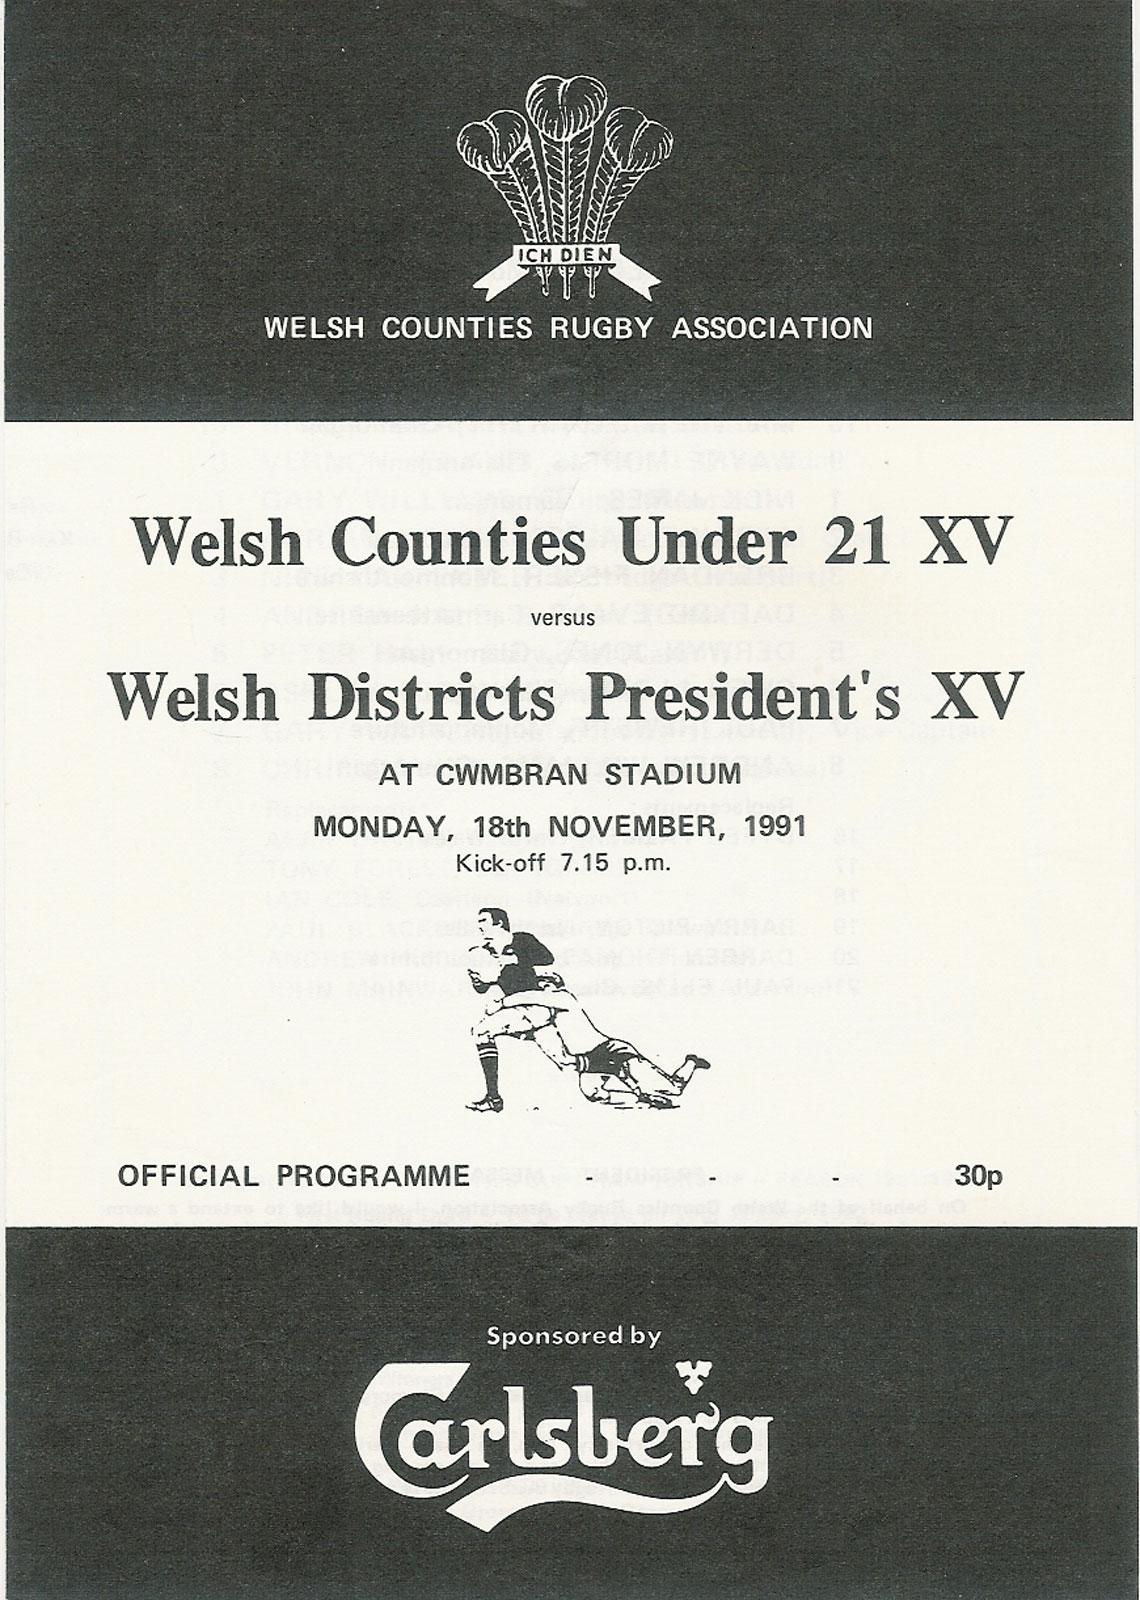 ICH DIEN
WELSH COUNTIES RUGBY ASSOCIATION
Welsh Counties Under 21 XV
versus
Welsh Districts President's XV
AT CWMBRAN STADIUM
MONDAY, 18th NOVEMBER, 1991
Kick-off 7.15 p.m.
OFFICIAL PROGRAMME - - - 30p
Sponsored by
Carlsberg